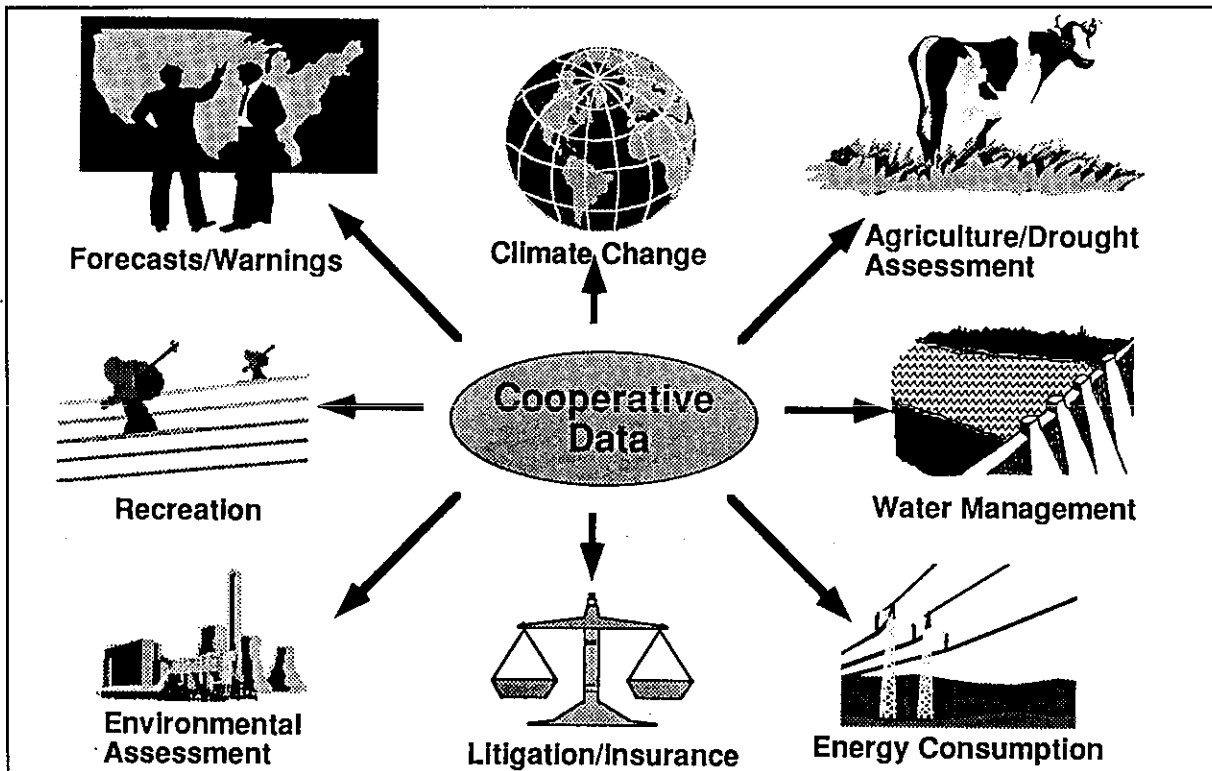 Forecasts/Warnings
Climate Change
Agriculture/Drought
Assessment
Cooperative
Data
Recreation
Water Management
Environmental
Assessment
Litigation/Insurance
Energy Consumption